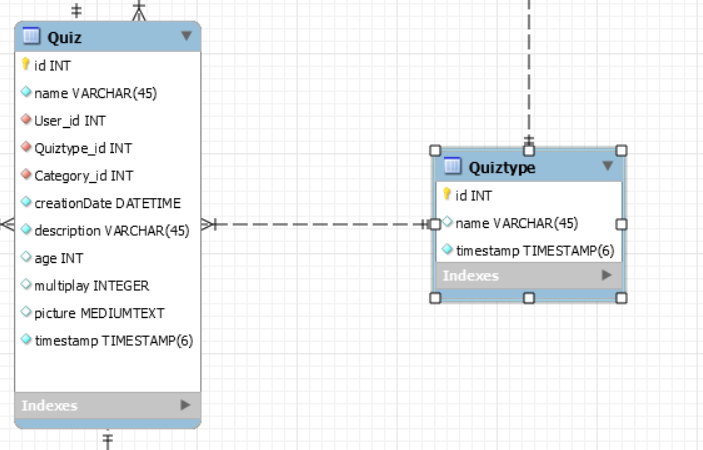 Quiz
id INT
name VARCHAR(45)
User_id INT
Quiztype_id INT
Category_id INT
creationDate DATETIME
description VARCHAR(45)
age INT
multiplay INTEGER
picture MEDIUMTEXT
timestamp TIMESTAMP(6)
Indexes
Quiztype
id INT
name VARCHAR(45)
timestamp TIMESTAMP(6)
Indexes